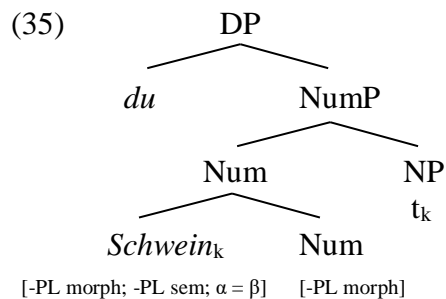 (35) DP
du NumP
Num NP
t_k
Schwein_k Num
[-PL morph; -PL sem; α = β] [-PL morph]